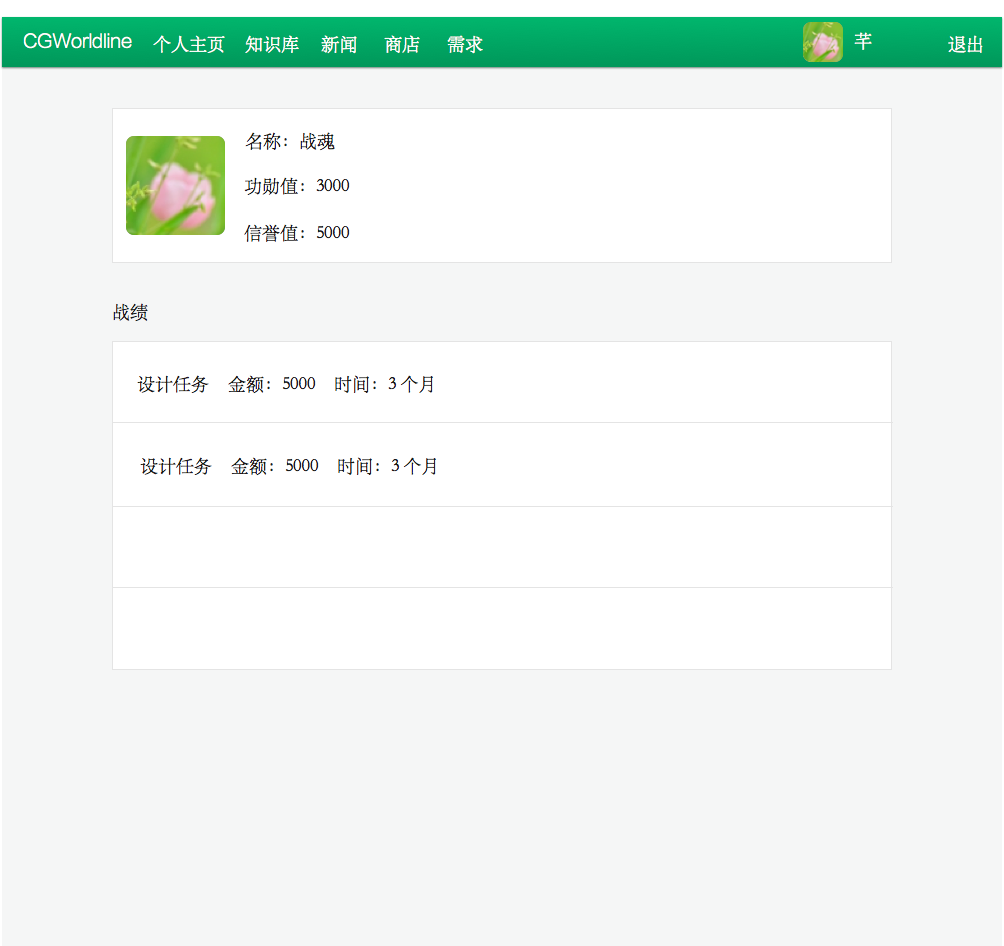 CGWorldline 个人主页 知识库 新闻 商店 需求 芊 退出
名称：战魂
功勋值：3000
信誉值：5000
战绩
设计任务 金额：5000 时间：3 个月
设计任务 金额：5000 时间：3 个月